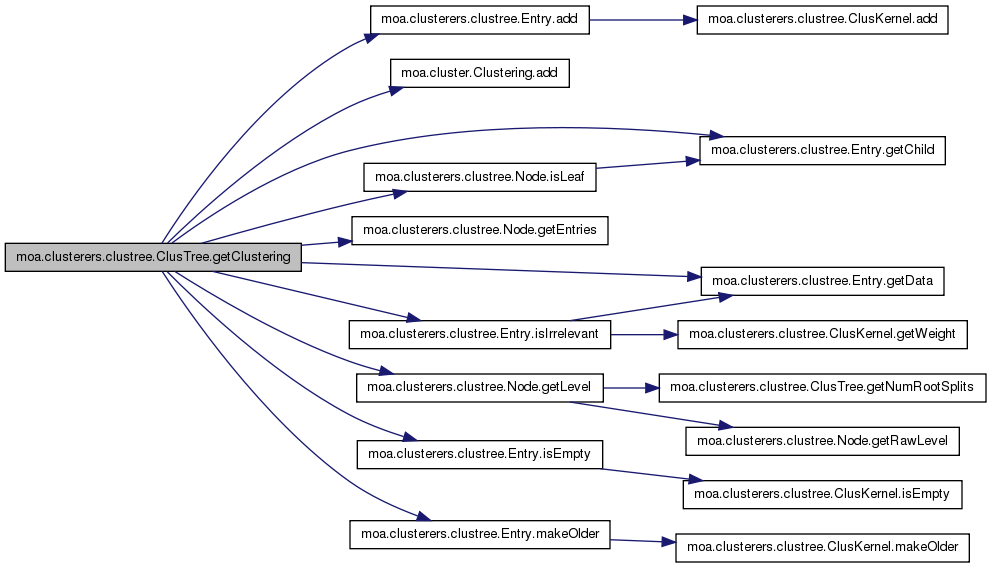 moa.clusterers.clustree.Entry.add
moa.clusterers.clustree.ClusKernel.add
moa.cluster.Clustering.add
moa.clusterers.clustree.Entry.getChild
moa.clusterers.clustree.Node.isLeaf
moa.clusterers.clustree.Node.getEntries
moa.clusterers.clustree.ClusTree.getClustering
moa.clusterers.clustree.Entry.getData
moa.clusterers.clustree.Entry.isIrrelevant
moa.clusterers.clustree.ClusKernel.getWeight
moa.clusterers.clustree.Node.getLevel
moa.clusterers.clustree.ClusTree.getNumRootSplits
moa.clusterers.clustree.Node.getRawLevel
moa.clusterers.clustree.Entry.isEmpty
moa.clusterers.clustree.ClusKernel.isEmpty
moa.clusterers.clustree.Entry.makeOlder
moa.clusterers.clustree.ClusKernel.makeOlder